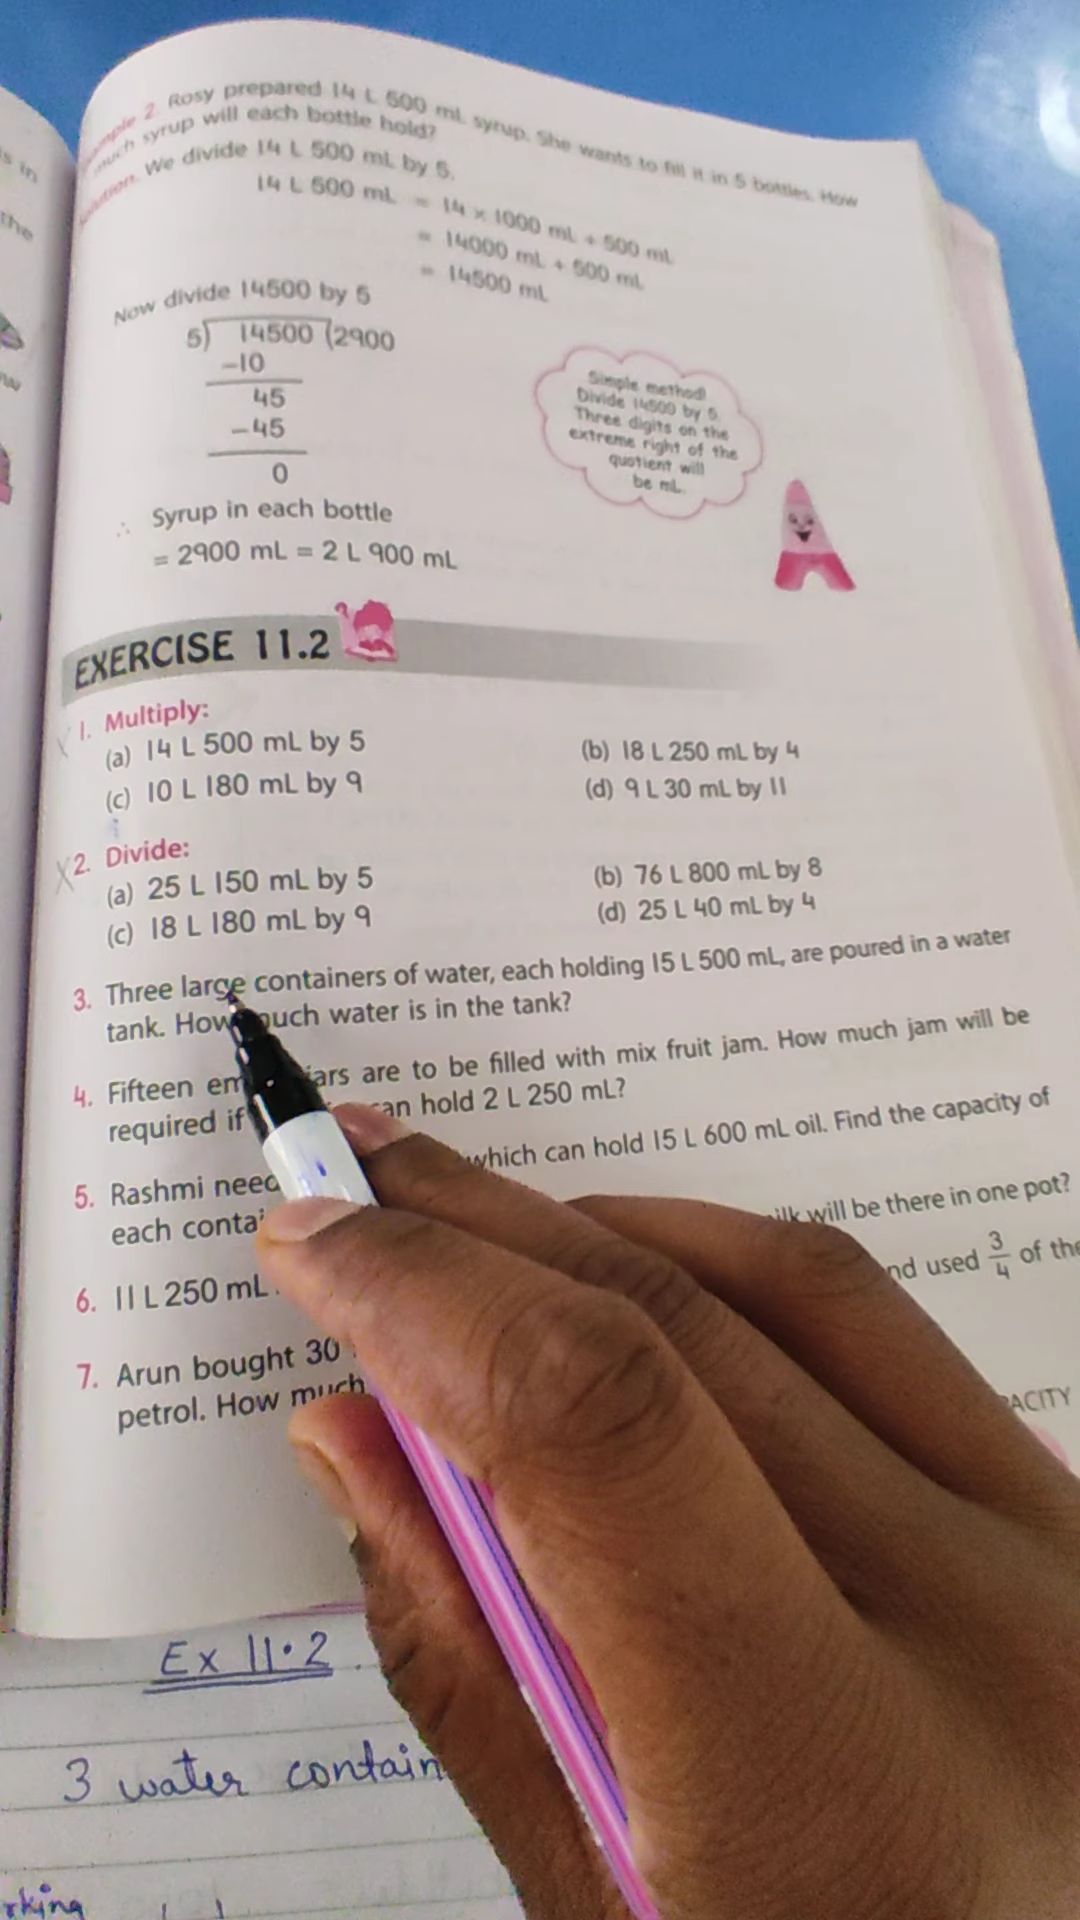 Example 2. Rosy prepared 14 L 500 mL syrup. She wants to fill it in 5 bottles. How
much syrup will each bottle hold?
Solution. We divide 14 L 500 mL by 5.
14 L 500 mL = 14 × 1000 mL + 500 mL
= 14000 mL + 500 mL
= 14500 mL
Now divide 14500 by 5
5) 14500 (2900
−10
45
−45
0
Simple method!
Divide 14500 by 5.
Three digits on the
extreme right of the
quotient will
be mL.
∴ Syrup in each bottle
= 2900 mL = 2 L 900 mL
EXERCISE 11.2
1. Multiply:
(a) 14 L 500 mL by 5 (b) 18 L 250 mL by 4
(c) 10 L 180 mL by 9 (d) 9 L 30 mL by 11
2. Divide:
(a) 25 L 150 mL by 5 (b) 76 L 800 mL by 8
(c) 18 L 180 mL by 9 (d) 25 L 40 mL by 4
3. Three large containers of water, each holding 15 L 500 mL, are poured in a water
tank. How much water is in the tank?
4. Fifteen jars are to be filled with mix fruit jam. How much jam will be
required if can hold 2 L 250 mL?
5. Rashmi which can hold 15 L 600 mL oil. Find the capacity of
each
6. 11 L 250 mL will be there in one pot?
7. Arun bought 30 used 3/4 of the
petrol. How much
Ex 11.2
3 water